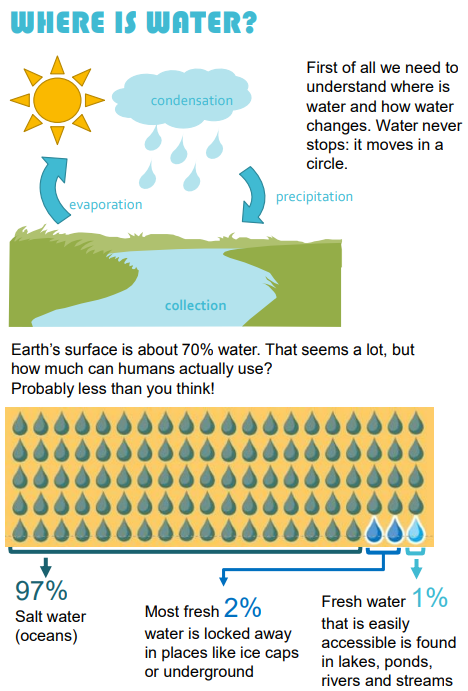 WHERE IS WATER?
First of all we need to
understand where is
water and how water
changes. Water never
stops: it moves in a
circle.
condensation
evaporation
precipitation
collection
Earth's surface is about 70% water. That seems a lot, but
how much can humans actually use?
Probably less than you think!
97%
Salt water
(oceans)
Most fresh 2%
water is locked away
in places like ice caps
or underground
Fresh water 1%
that is easily
accessible is found
in lakes, ponds,
rivers and streams